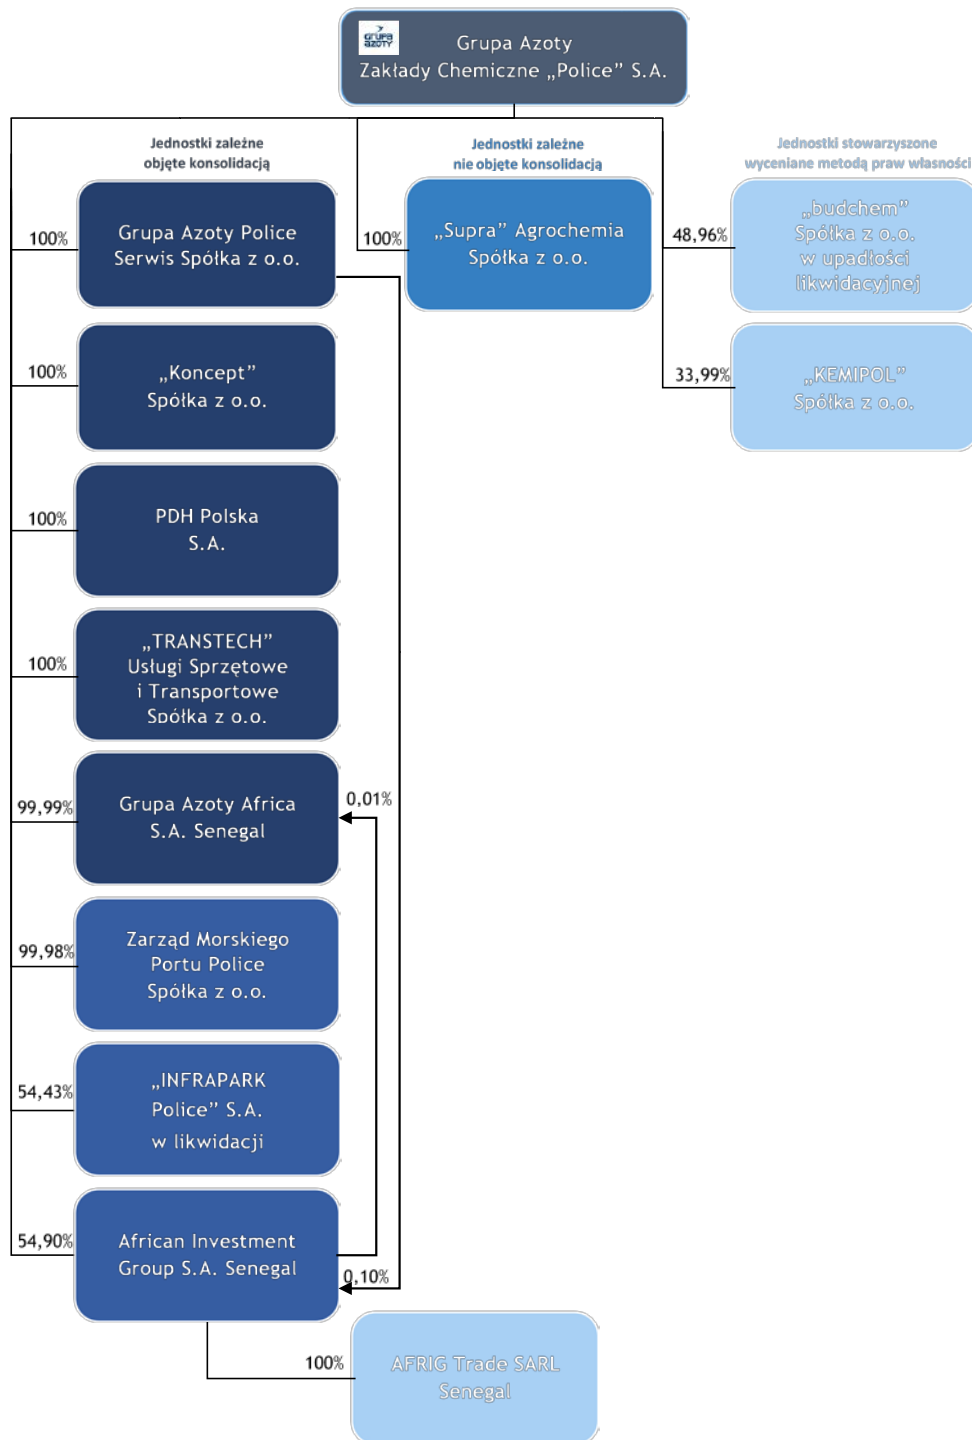 GRUPA
AZOTY
Grupa Azoty
Zakłady Chemiczne „Police” S.A.
Jednostki zależne
objęte konsolidacją
Jednostki zależne
nie objęte konsolidacją
Jednostki stowarzyszone
wyceniane metodą praw własności
100%
Grupa Azoty Police
Serwis Spółka z o.o.
100%
„Supra” Agrochemia
Spółka z o.o.
48,96%
„budchem”
Spółka z o.o.
w upadłości
likwidacyjnej
100%
„Koncept”
Spółka z o.o.
33,99%
„KEMIPOL”
Spółka z o.o.
100%
PDH Polska
S.A.
100%
„TRANSTECH”
Usługi Sprzętowe
i Transportowe
Spółka z o.o.
99,99%
Grupa Azoty Africa
S.A. Senegal
0,01%
99,98%
Zarząd Morskiego
Portu Police
Spółka z o.o.
54,43%
„INFRAPARK
Police” S.A.
w likwidacji
54,90%
African Investment
Group S.A. Senegal
0,10%
100%
AFRIG Trade SARL
Senegal